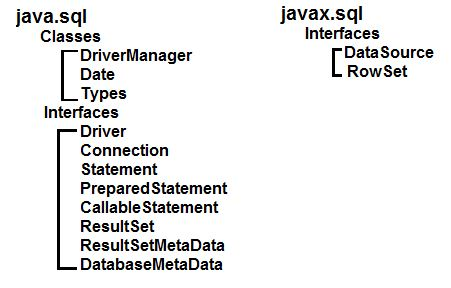 java.sql
Classes
DriverManager
Date
Types
Interfaces
Driver
Connection
Statement
PreparedStatement
CallableStatement
ResultSet
ResultSetMetaData
DatabaseMetaData
javax.sql
Interfaces
DataSource
RowSet